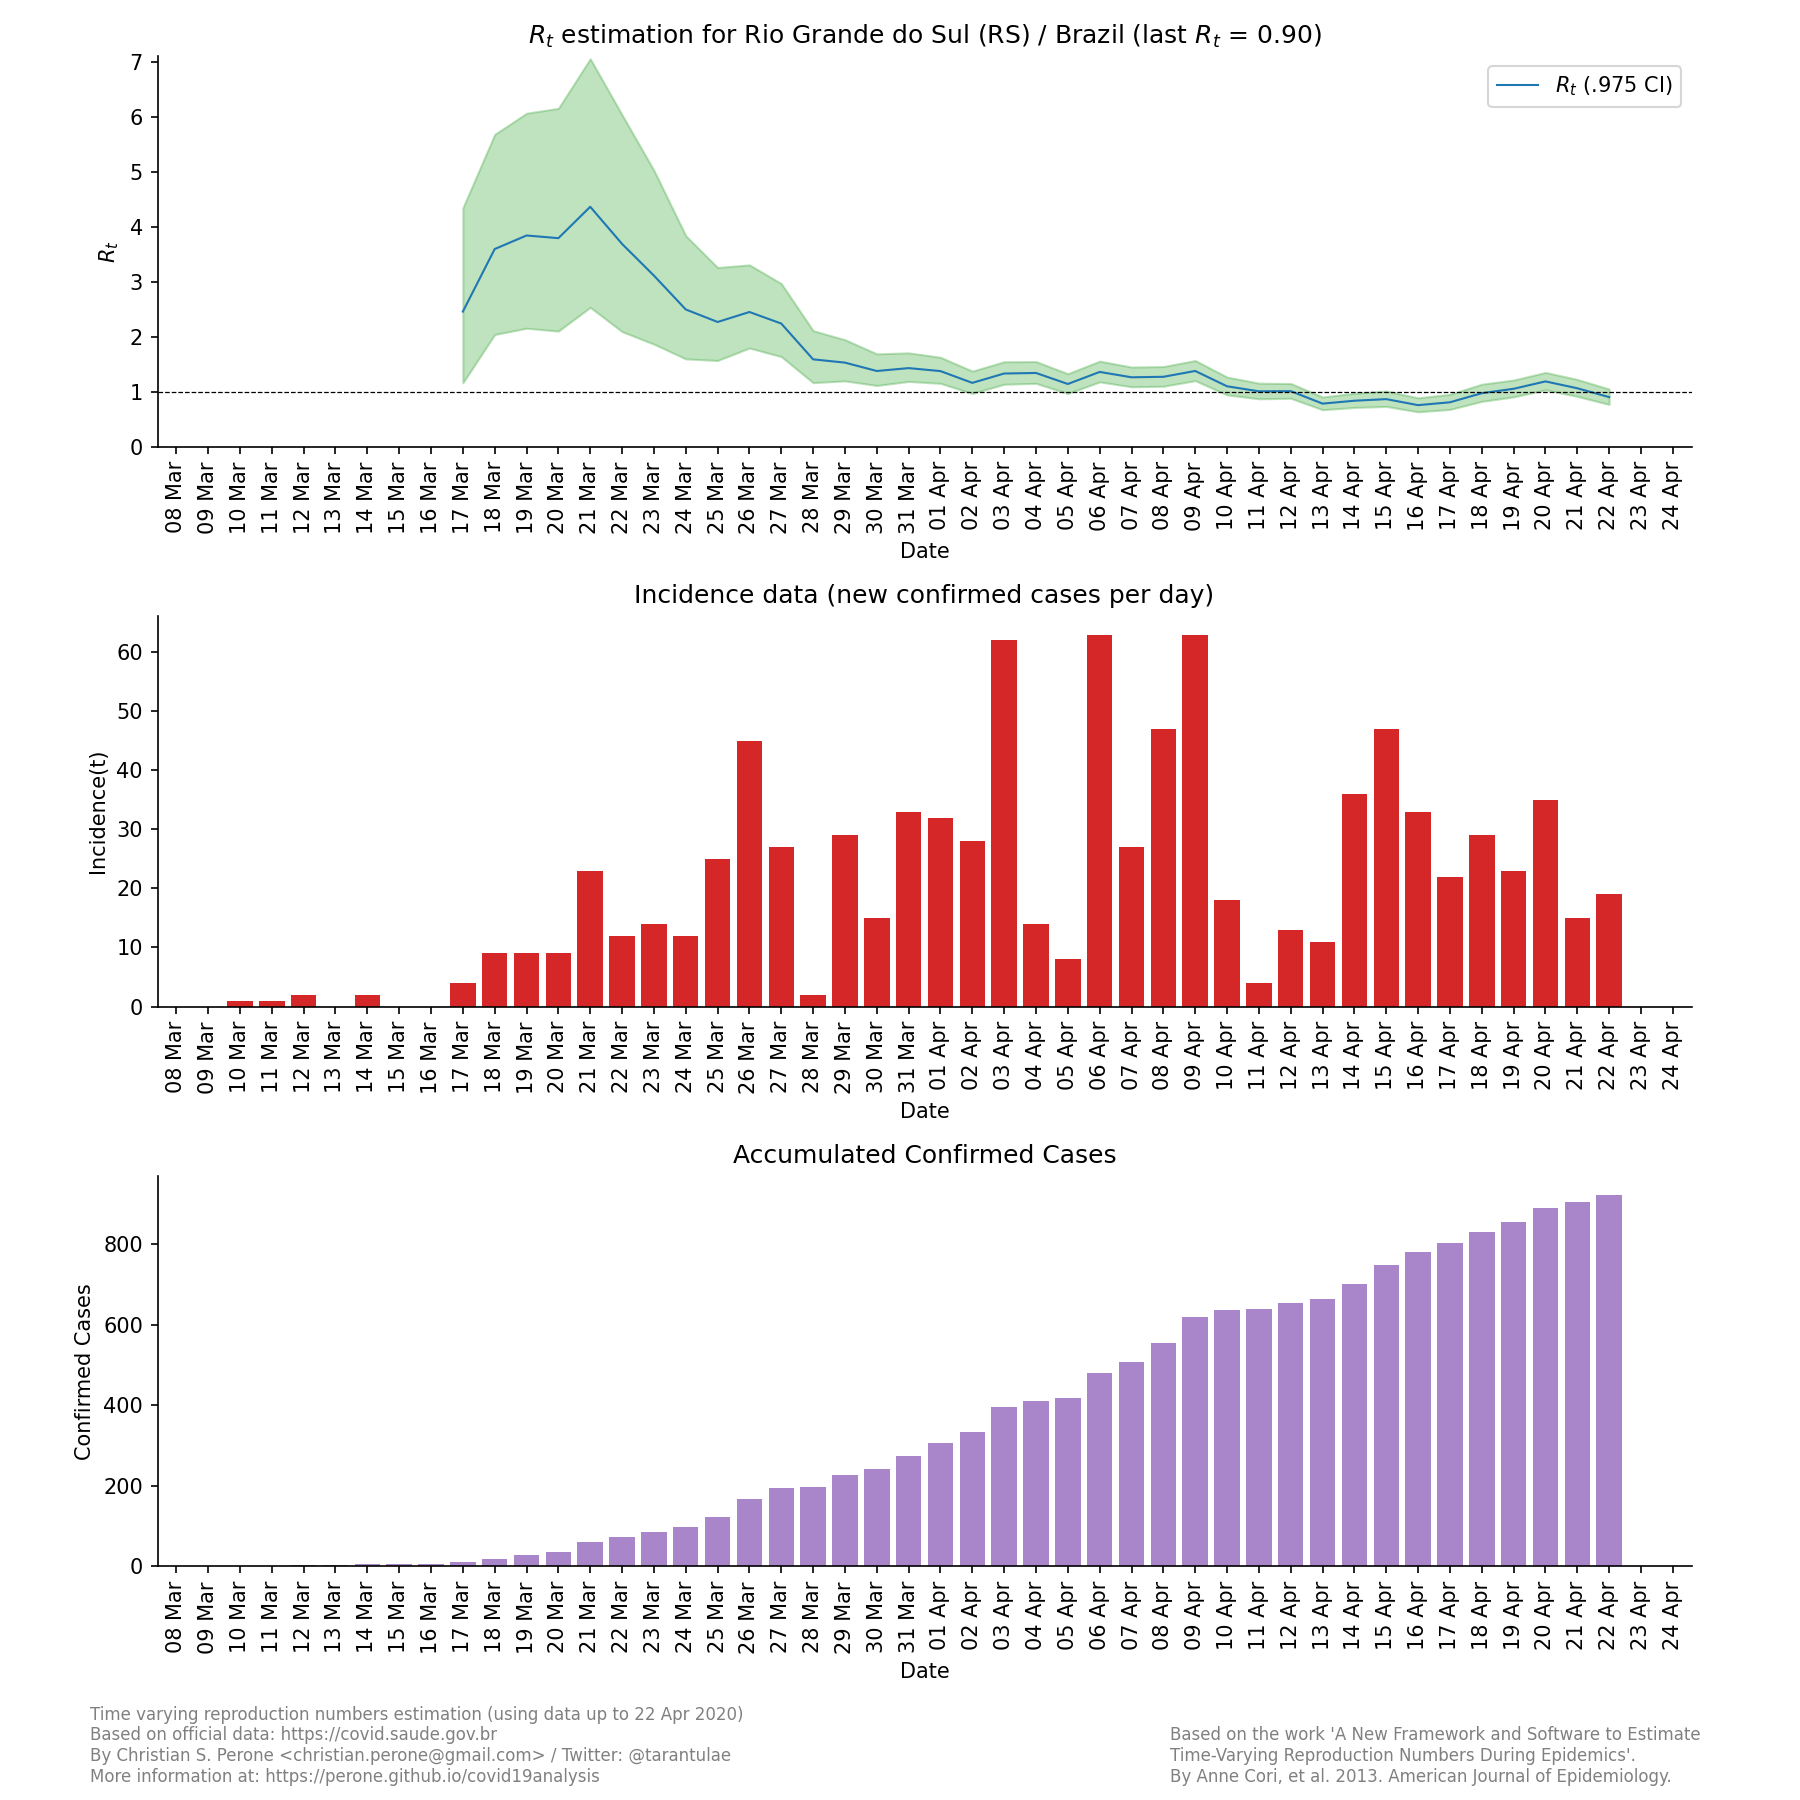 Rt estimation for Rio Grande do Sul (RS) / Brazil (last Rt = 0.90)
Rt (.975 CI)
Rt
7
6
5
4
3
2
1
0
08 Mar 09 Mar 10 Mar 11 Mar 12 Mar 13 Mar 14 Mar 15 Mar 16 Mar 17 Mar 18 Mar 19 Mar 20 Mar 21 Mar 22 Mar 23 Mar 24 Mar 25 Mar 26 Mar 27 Mar 28 Mar 29 Mar 30 Mar 31 Mar 01 Apr 02 Apr 03 Apr 04 Apr 05 Apr 06 Apr 07 Apr 08 Apr 09 Apr 10 Apr 11 Apr 12 Apr 13 Apr 14 Apr 15 Apr 16 Apr 17 Apr 18 Apr 19 Apr 20 Apr 21 Apr 22 Apr 23 Apr 24 Apr
Date
Incidence data (new confirmed cases per day)
Incidence(t)
60
50
40
30
20
10
0
08 Mar 09 Mar 10 Mar 11 Mar 12 Mar 13 Mar 14 Mar 15 Mar 16 Mar 17 Mar 18 Mar 19 Mar 20 Mar 21 Mar 22 Mar 23 Mar 24 Mar 25 Mar 26 Mar 27 Mar 28 Mar 29 Mar 30 Mar 31 Mar 01 Apr 02 Apr 03 Apr 04 Apr 05 Apr 06 Apr 07 Apr 08 Apr 09 Apr 10 Apr 11 Apr 12 Apr 13 Apr 14 Apr 15 Apr 16 Apr 17 Apr 18 Apr 19 Apr 20 Apr 21 Apr 22 Apr 23 Apr 24 Apr
Date
Accumulated Confirmed Cases
Confirmed Cases
800
600
400
200
0
08 Mar 09 Mar 10 Mar 11 Mar 12 Mar 13 Mar 14 Mar 15 Mar 16 Mar 17 Mar 18 Mar 19 Mar 20 Mar 21 Mar 22 Mar 23 Mar 24 Mar 25 Mar 26 Mar 27 Mar 28 Mar 29 Mar 30 Mar 31 Mar 01 Apr 02 Apr 03 Apr 04 Apr 05 Apr 06 Apr 07 Apr 08 Apr 09 Apr 10 Apr 11 Apr 12 Apr 13 Apr 14 Apr 15 Apr 16 Apr 17 Apr 18 Apr 19 Apr 20 Apr 21 Apr 22 Apr 23 Apr 24 Apr
Date
Time varying reproduction numbers estimation (using data up to 22 Apr 2020)
Based on official data: https://covid.saude.gov.br
By Christian S. Perone <christian.perone@gmail.com> / Twitter: @tarantulae
More information at: https://perone.github.io/covid19analysis
Based on the work 'A New Framework and Software to Estimate
Time-Varying Reproduction Numbers During Epidemics'.
By Anne Cori, et al. 2013. American Journal of Epidemiology.